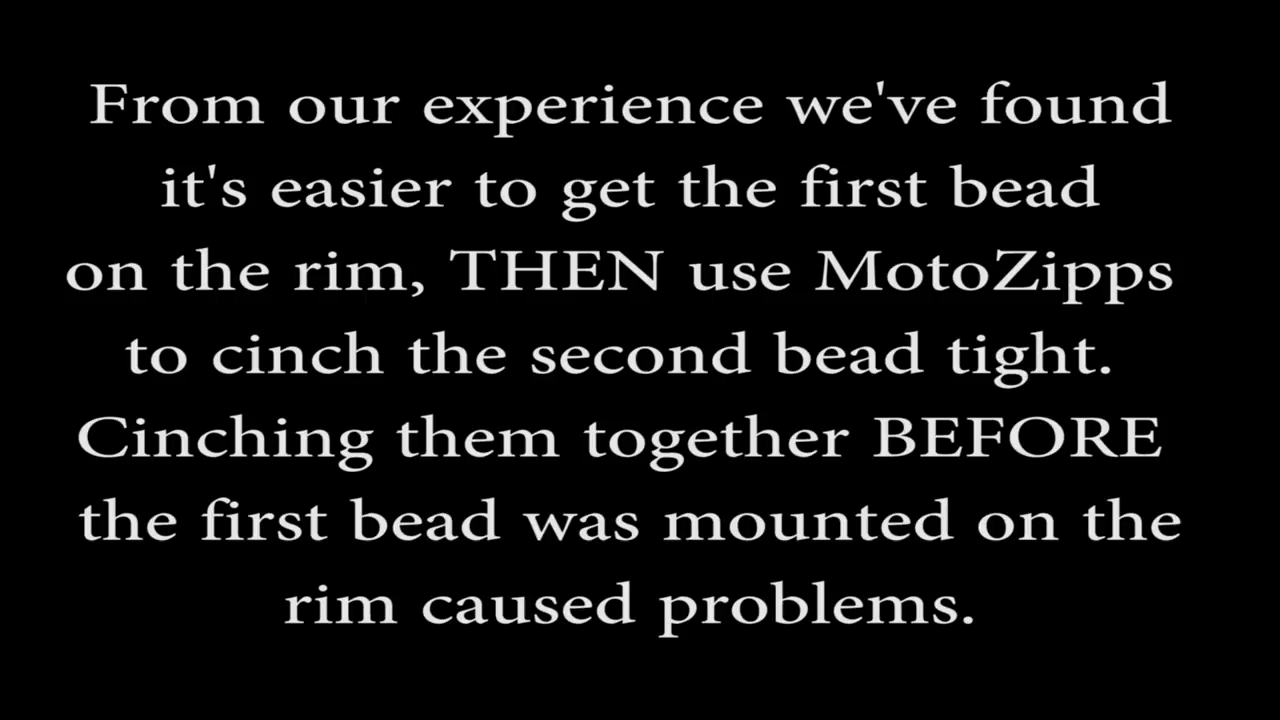 From our experience we've found
it's easier to get the first bead
on the rim, THEN use MotoZipps
to cinch the second bead tight.
Cinching them together BEFORE
the first bead was mounted on the
rim caused problems.